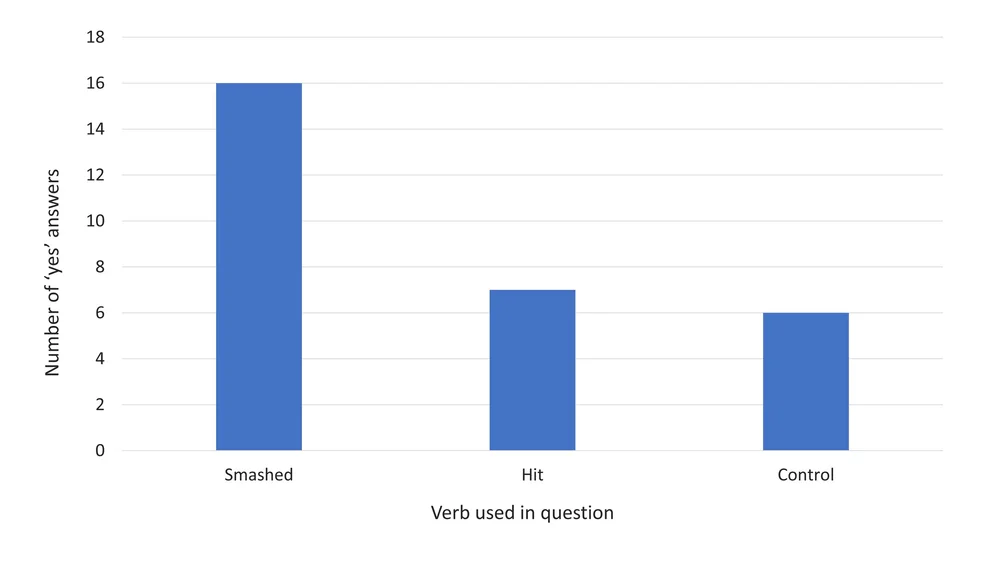 18
16
14
12
10
8
6
4
2
0
Number of ‘yes’ answers
Smashed
Hit
Control
Verb used in question